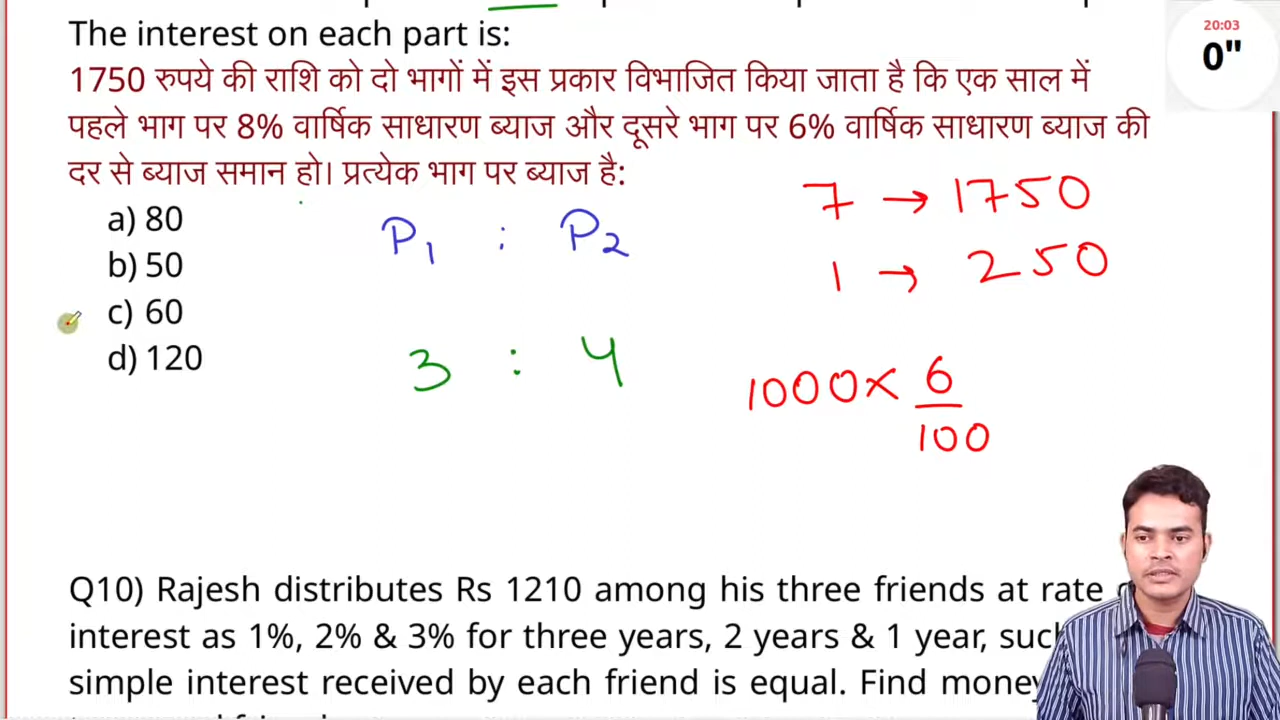 The interest on each part is:
20:03
0"
1750 रुपये की राशि को दो भागों में इस प्रकार विभाजित किया जाता है कि एक साल में
पहले भाग पर 8% वार्षिक साधारण ब्याज और दूसरे भाग पर 6% वार्षिक साधारण ब्याज की
दर से ब्याज समान हो। प्रत्येक भाग पर ब्याज है:
a) 80
b) 50
c) 60
d) 120
P1 : P2
3 : 4
7 → 1750
1 → 250
1000 × 6/100
Q10) Rajesh distributes Rs 1210 among his three friends at rate
interest as 1%, 2% & 3% for three years, 2 years & 1 year, such
simple interest received by each friend is equal. Find money